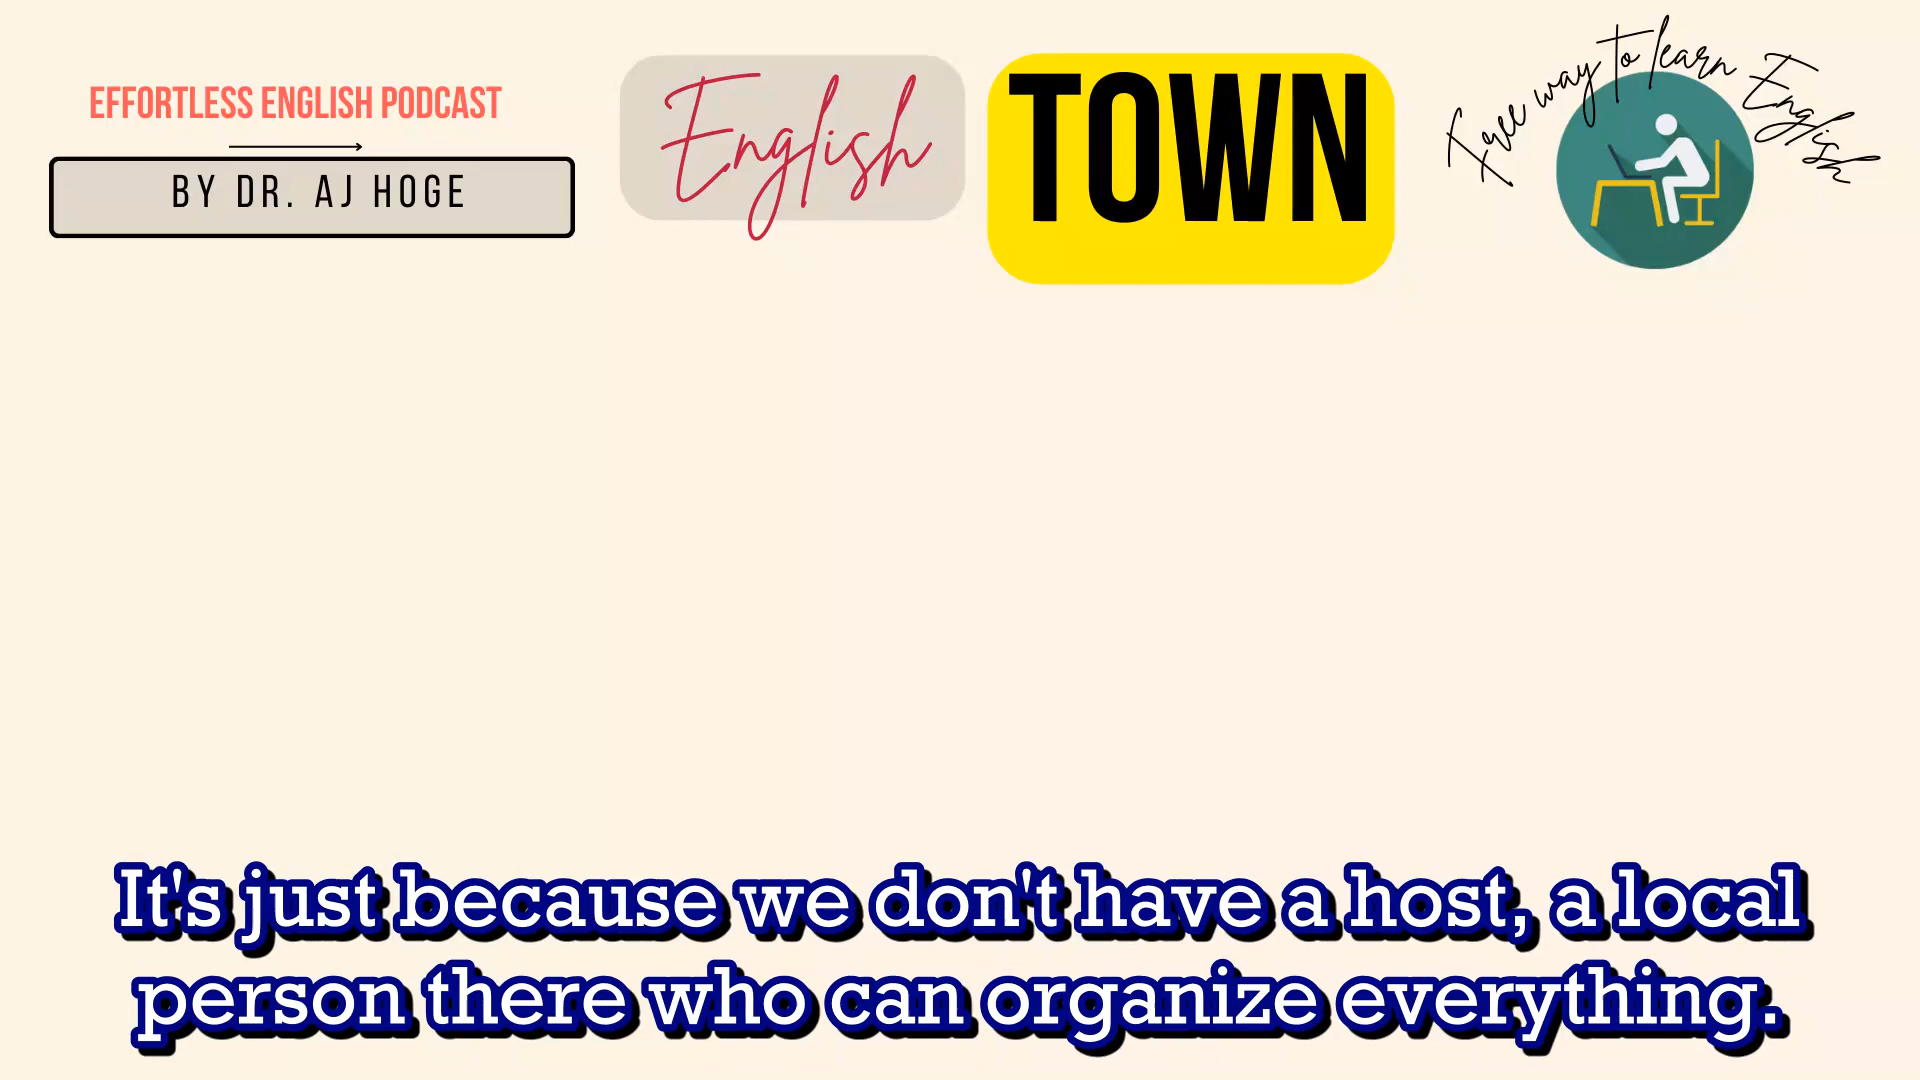 EFFORTLESS ENGLISH PODCAST
BY DR. AJ HOGE
English
TOWN
Free way to learn English
It's just because we don't have a host, a local
person there who can organize everything.